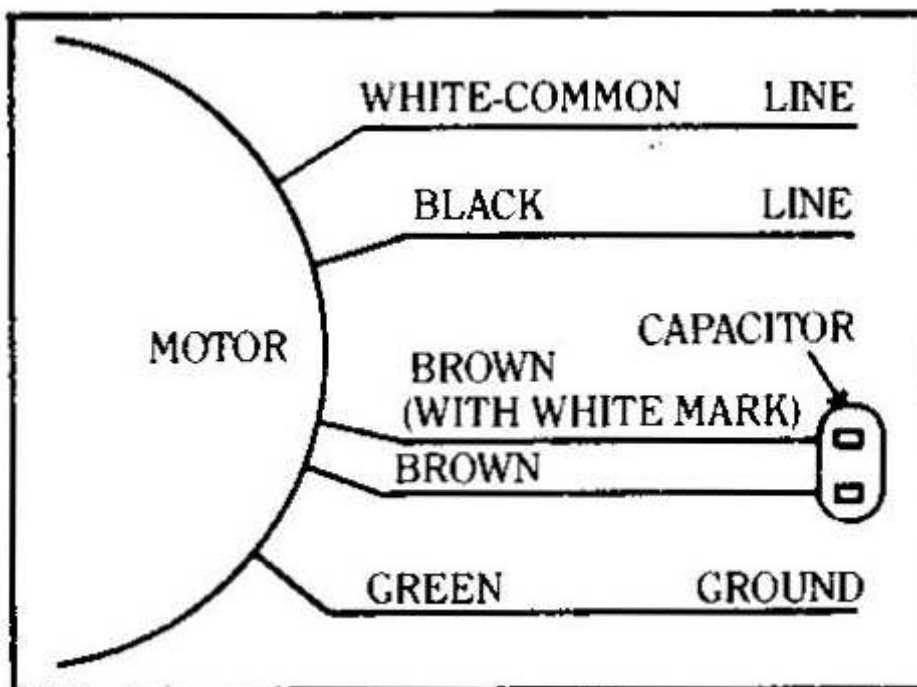 WHITE-COMMON LINE
BLACK LINE
MOTOR
CAPACITOR
BROWN
(WITH WHITE MARK)
BROWN
GREEN GROUND